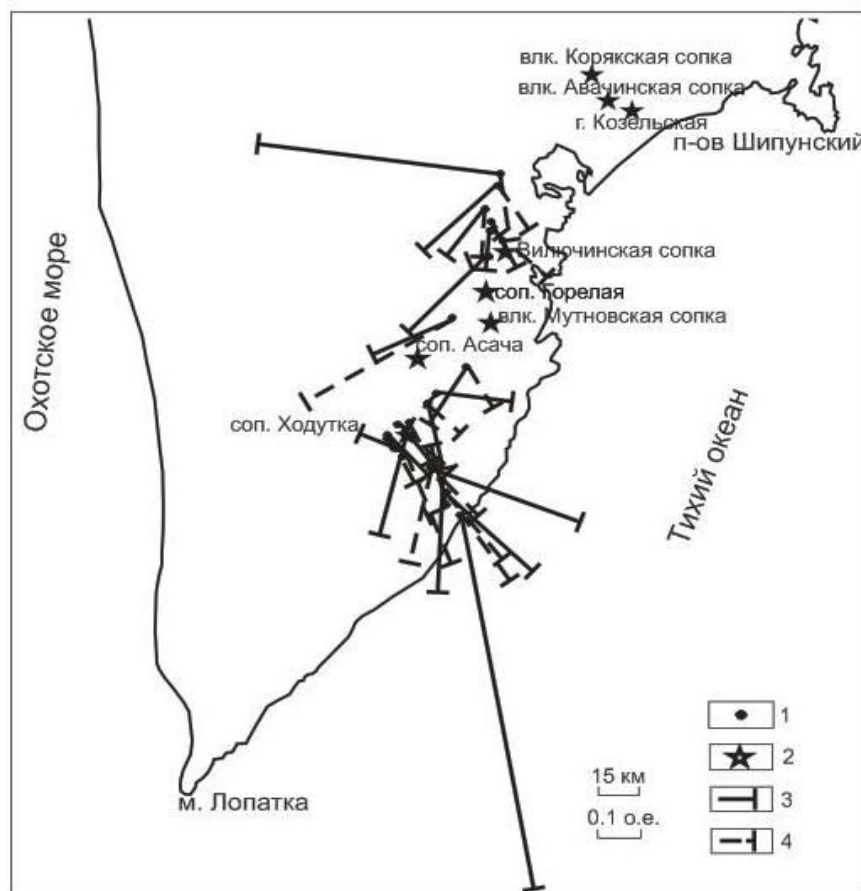 влк. Корякская сопка
влк. Авачинская сопка
г. Козельская
п-ов Шипунский
Вилючинская сопка
соп. Горелая
влк. Мутновская сопка
соп. Асача
соп. Ходутка
Охотское море
Тихий океан
м. Лопатка
15 км
0.1 о.е.
1
2
3
4